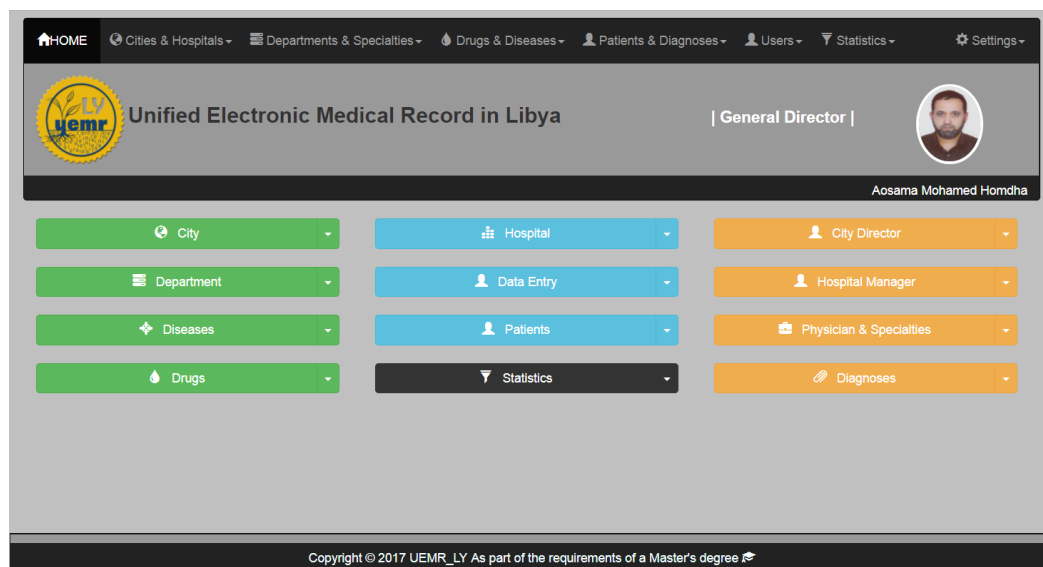 HOME Cities & Hospitals Departments & Specialties Drugs & Diseases Patients & Diagnoses Users Statistics Settings
LY
uemr
Unified Electronic Medical Record in Libya | General Director |
Aosama Mohamed Homdha
City Hospital City Director
Department Data Entry Hospital Manager
Diseases Patients Physician & Specialties
Drugs Statistics Diagnoses
Copyright © 2017 UEMR_LY As part of the requirements of a Master's degree